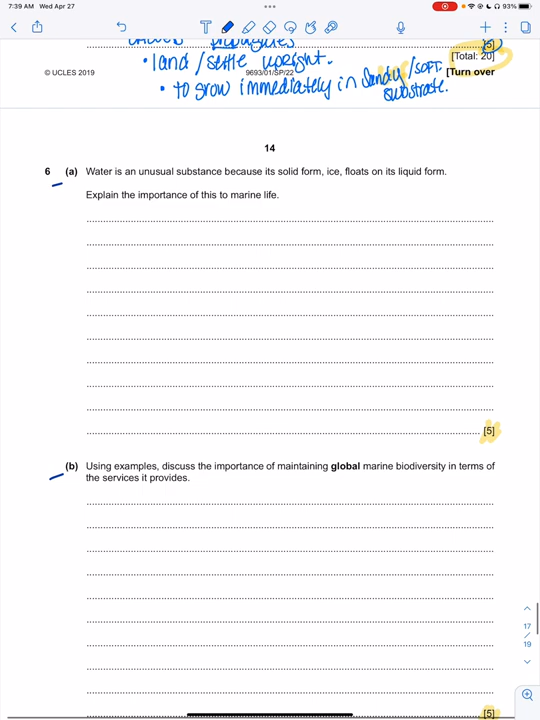 7:39 AM Wed Apr 27
93%
called propagules
[5]
• land / settle upright.
[Total: 20]
© UCLES 2019
9693/01/SP/22
[Turn over
• to grow immediately in sandy / soft
substrate.
14
6 (a) Water is an unusual substance because its solid form, ice, floats on its liquid form.
Explain the importance of this to marine life.
[5]
(b) Using examples, discuss the importance of maintaining global marine biodiversity in terms of
the services it provides.
17
/
19
[5]